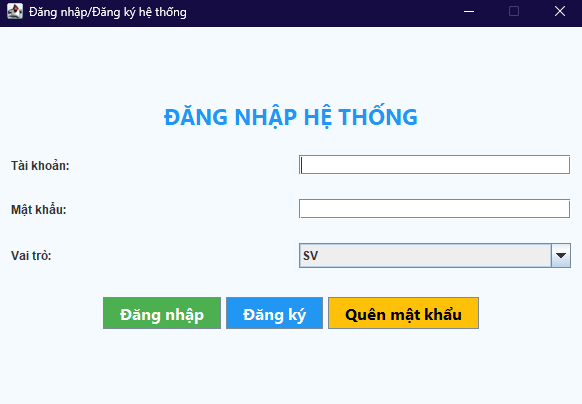 Đăng nhập/Đăng ký hệ thống
ĐĂNG NHẬP HỆ THỐNG
Tài khoản:
Mật khẩu:
Vai trò:
SV
Đăng nhập
Đăng ký
Quên mật khẩu